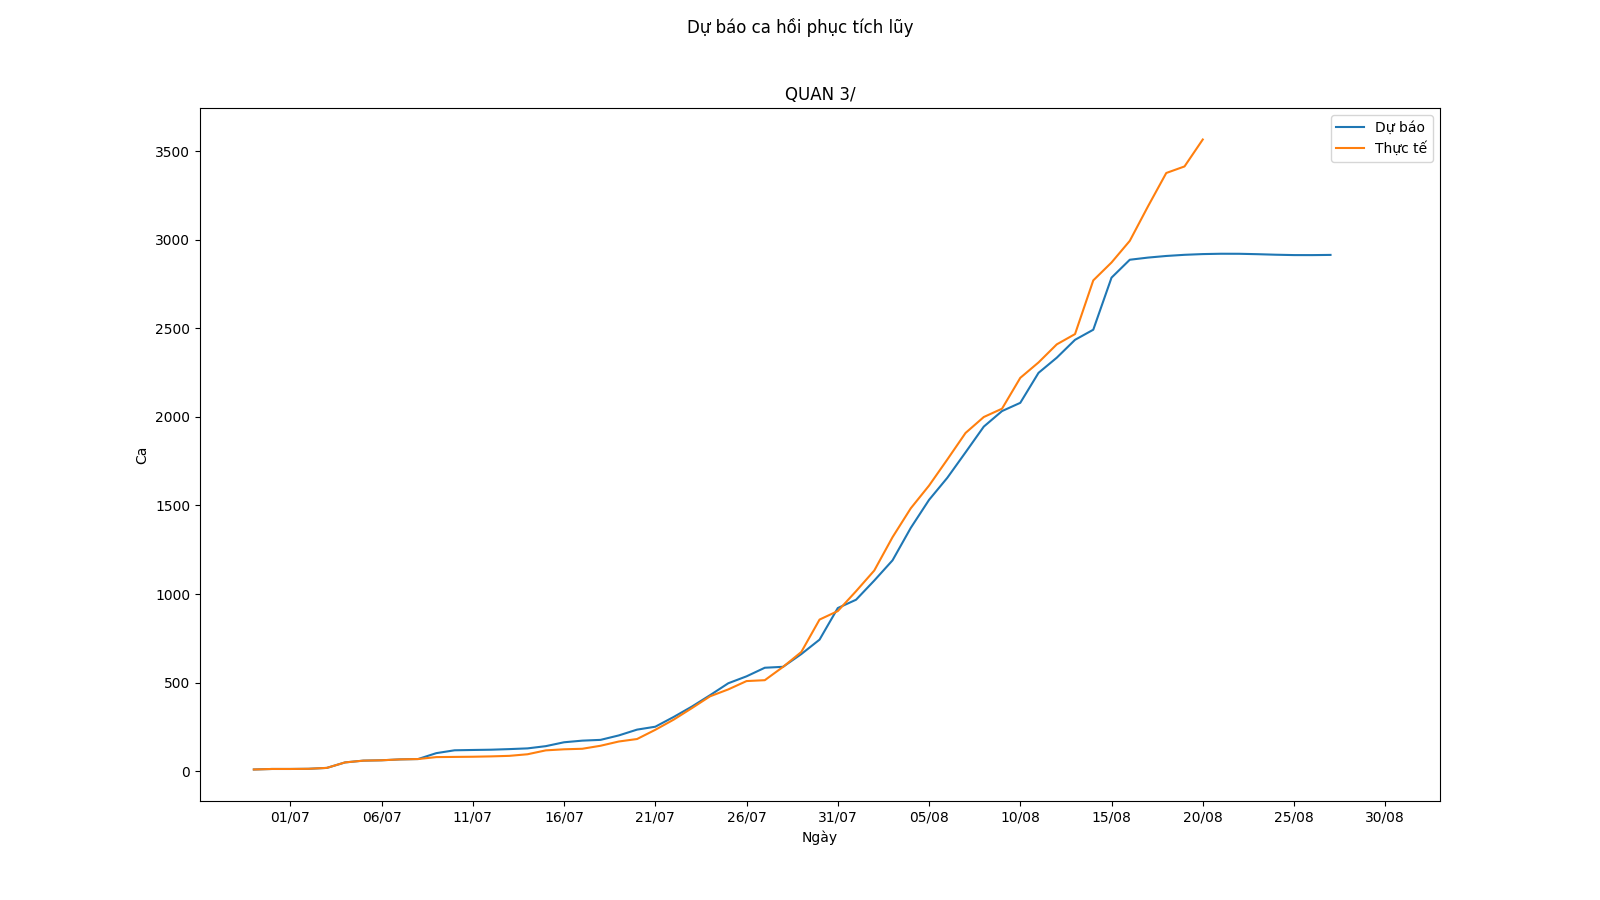 Dự báo ca hồi phục tích lũy
QUAN 3/
Dự báo
Thực tế
3500
3000
2500
2000
1500
1000
500
0
Ca
01/07 06/07 11/07 16/07 21/07 26/07 31/07 05/08 10/08 15/08 20/08 25/08 30/08
Ngày